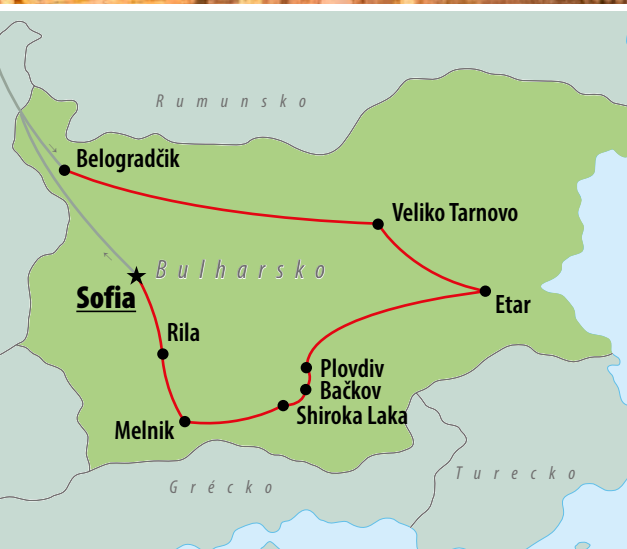 Rumunsko
Belogradčik
Veliko Tarnovo
Bulharsko
Sofia
Etar
Rila
Plovdiv
Bačkov
Shiroka Laka
Melnik
Turecko
Grécko